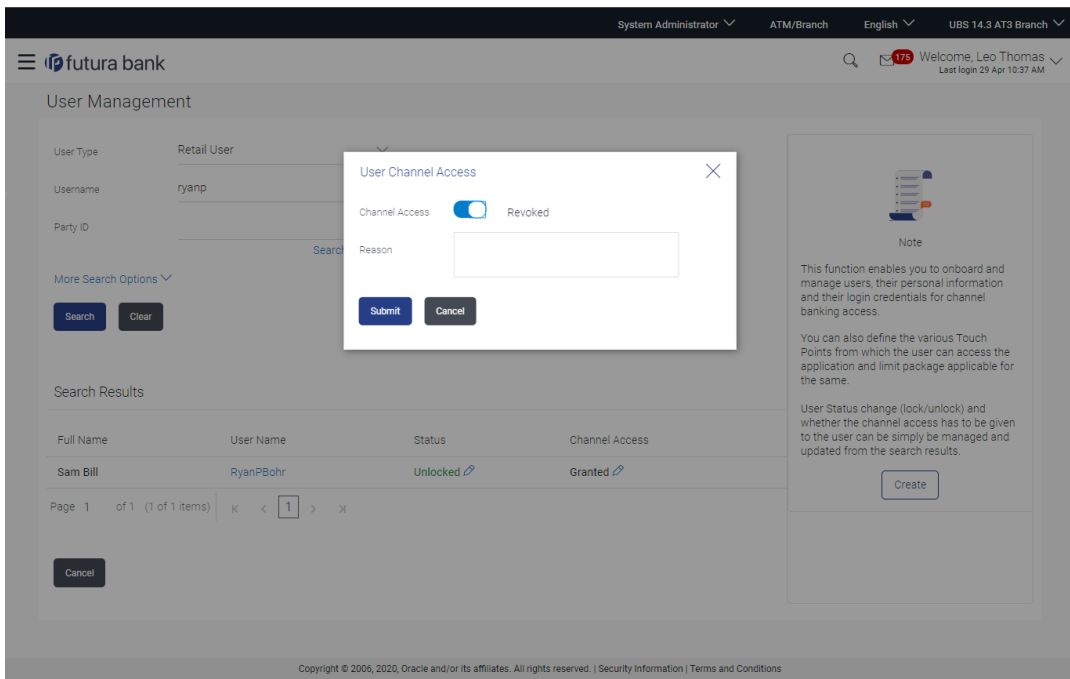 System Administrator ATM/Branch English UBS 14.3 AT3 Branch
futura bank
175 Welcome, Leo Thomas
Last login 29 Apr 10:37 AM
User Management
User Type Retail User
Username ryanp
Party ID
Search
More Search Options
Search Clear
User Channel Access
Channel Access Revoked
Reason
Submit Cancel
Note
This function enables you to onboard and
manage users, their personal information
and their login credentials for channel
banking access.
You can also define the various Touch
Points from which the user can access the
application and limit package applicable for
the same.
User Status change (lock/unlock) and
whether the channel access has to be given
to the user can be simply be managed and
updated from the search results.
Create
Search Results
Full Name User Name Status Channel Access
Sam Bill RyanPBohr Unlocked Granted
Page 1 of 1 (1 of 1 items) 1
Cancel
Copyright © 2006, 2020, Oracle and/or its affiliates. All rights reserved. | Security Information | Terms and Conditions